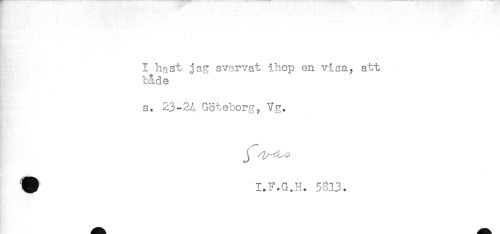 I hast jag svarvat ihop en visa, att
både
s. 23-24 Göteborg, Vg.
Svas
I.F.G.H. 5813.